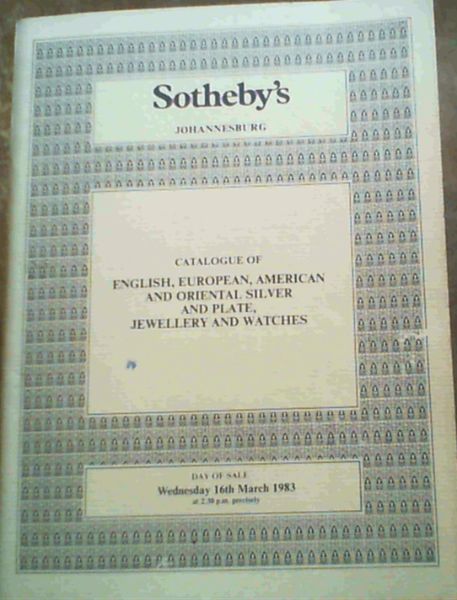 Sotheby's
JOHANNESBURG
CATALOGUE OF
ENGLISH, EUROPEAN, AMERICAN
AND ORIENTAL SILVER
AND PLATE,
JEWELLERY AND WATCHES
DAY OF SALE
Wednesday 16th March 1983
at 2.30 p.m. precisely